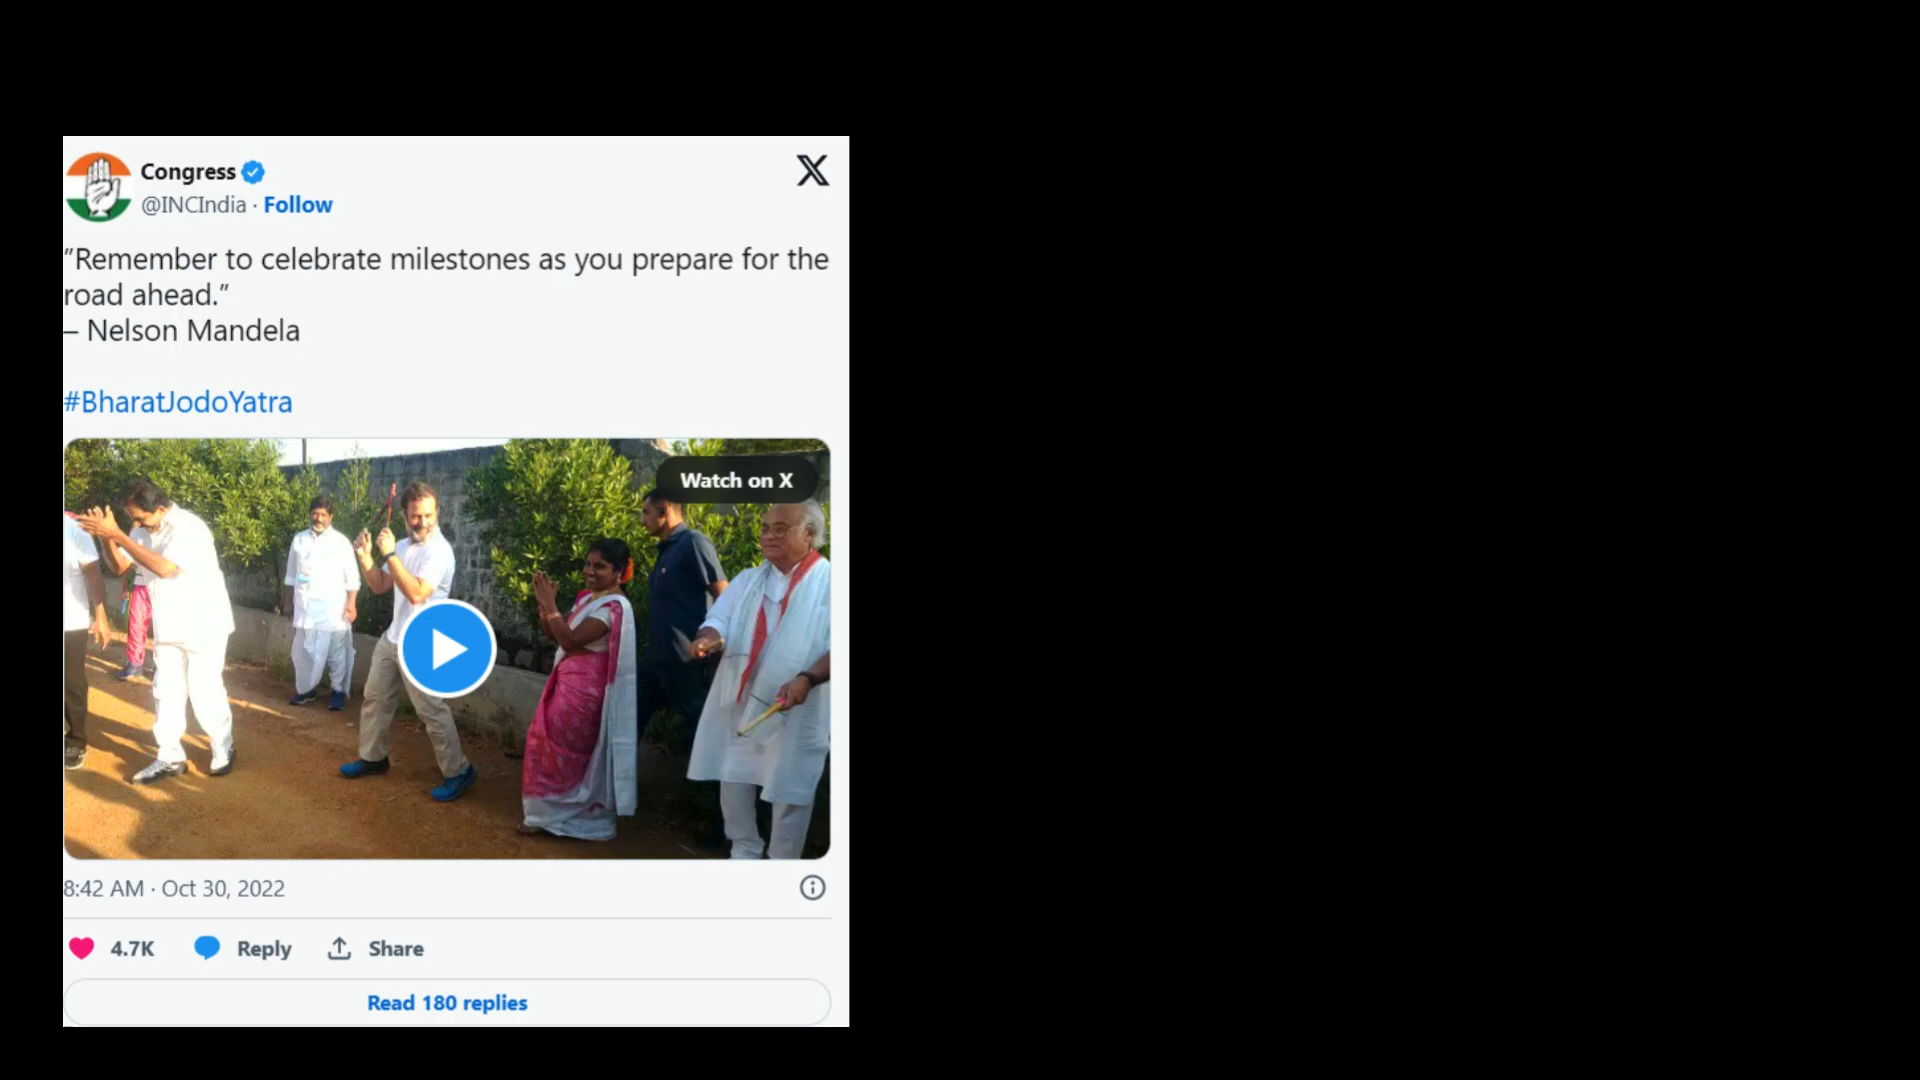 Congress
@INCIndia · Follow
"Remember to celebrate milestones as you prepare for the
road ahead."
– Nelson Mandela
#BharatJodoYatra
Watch on X
8:42 AM · Oct 30, 2022
4.7K Reply Share
Read 180 replies